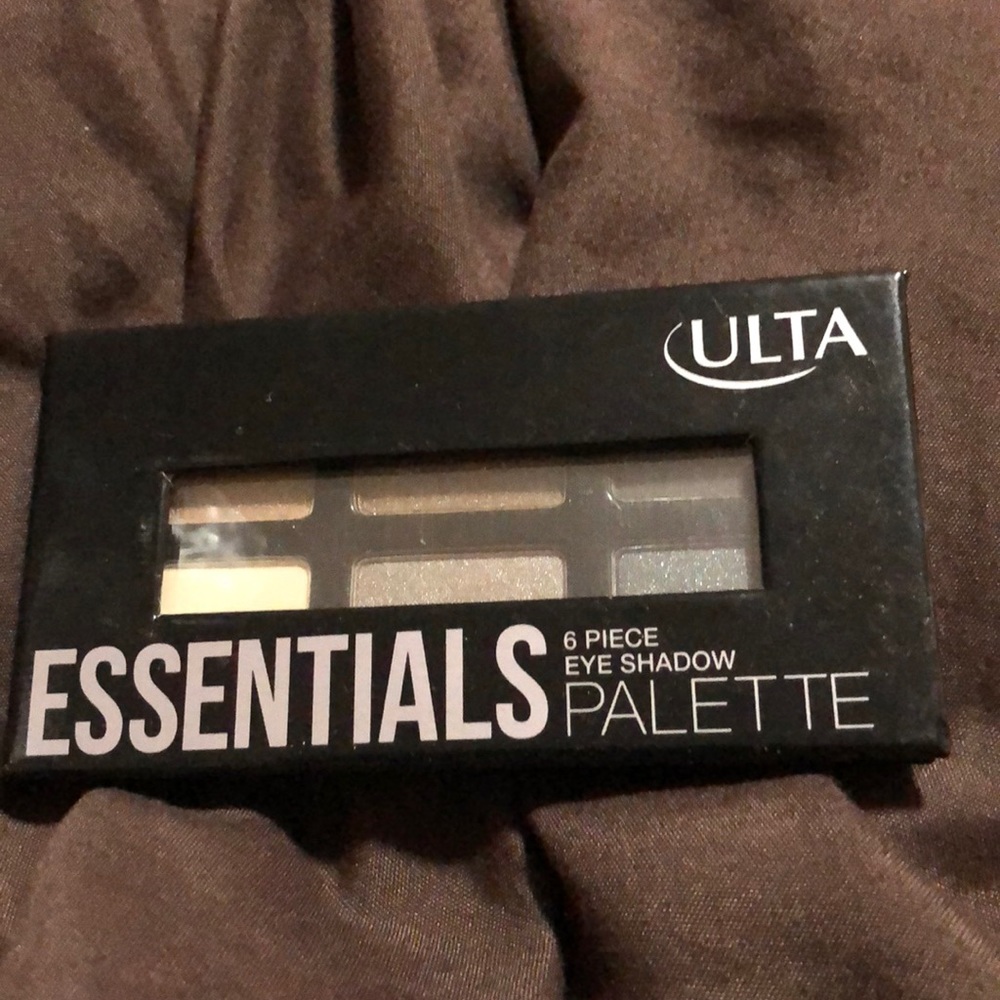 ULTA
ESSENTIALS
6 PIECE
EYE SHADOW
PALETTE